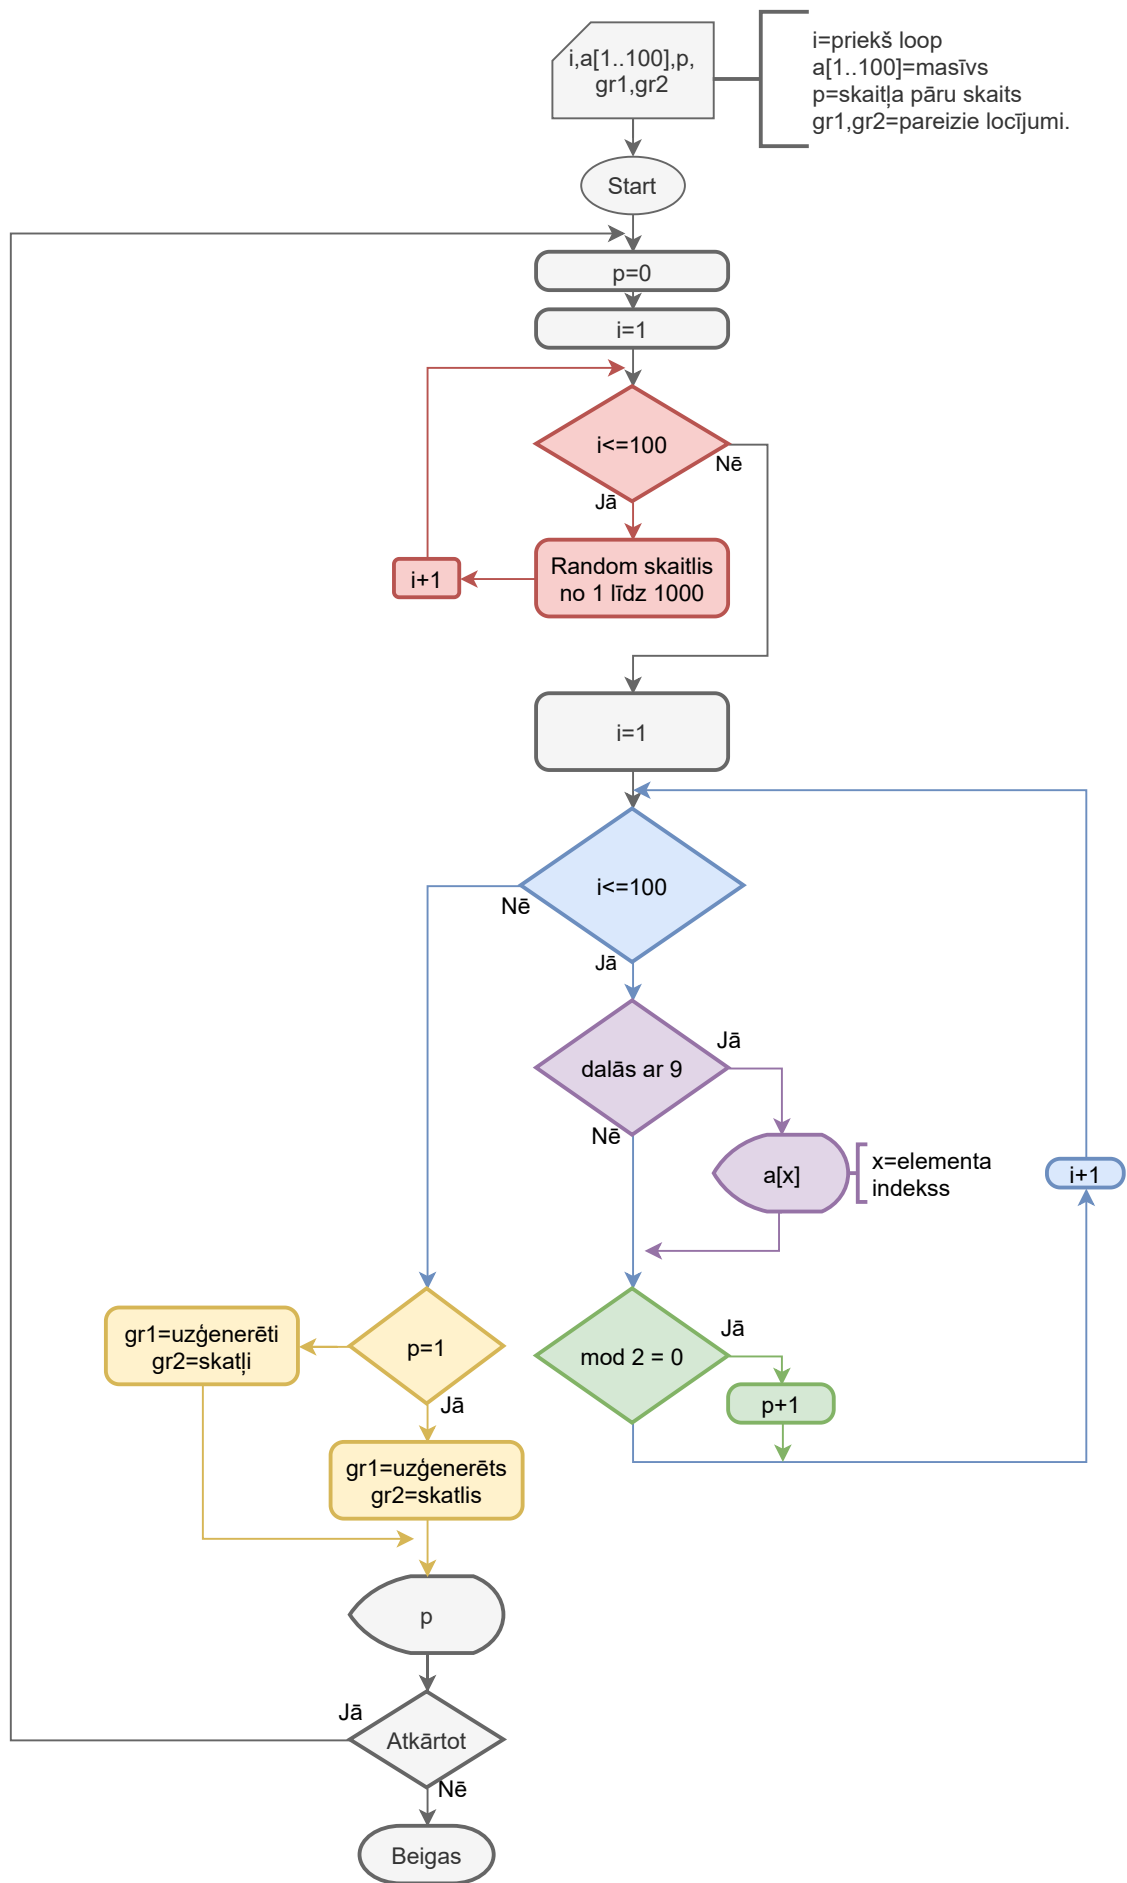 i,a[1..100],p,
gr1,gr2
i=priekš loop
a[1..100]=masīvs
p=skaitļa pāru skaits
gr1,gr2=pareizie locījumi.
Start
p=0
i=1
i<=100
Nē
Jā
Random skaitlis
no 1 līdz 1000
i+1
i=1
i<=100
Nē
Jā
dalās ar 9
Jā
Nē
a[x]
x=elementa
indekss
i+1
mod 2 = 0
Jā
p+1
p=1
Jā
gr1=uzģenerēti
gr2=skatļi
gr1=uzģenerēts
gr2=skatlis
p
Atkārtot
Jā
Nē
Beigas